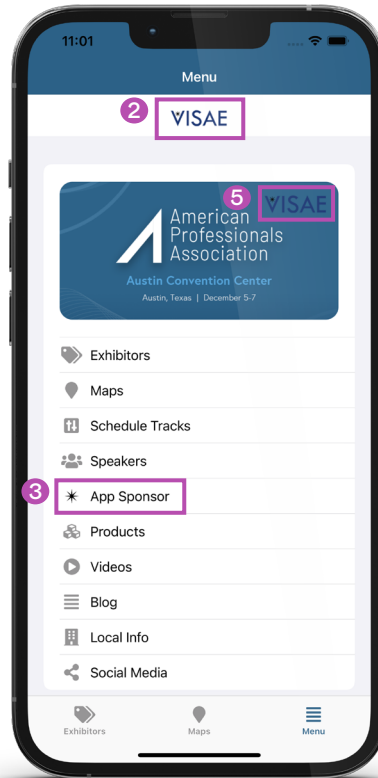 11:01
Menu
2
VISAE
5
VISAE
American
Professionals
Association
Austin Convention Center
Austin, Texas | December 5-7
Exhibitors
Maps
Schedule Tracks
Speakers
3
App Sponsor
Products
Videos
Blog
Local Info
Social Media
Exhibitors
Maps
Menu